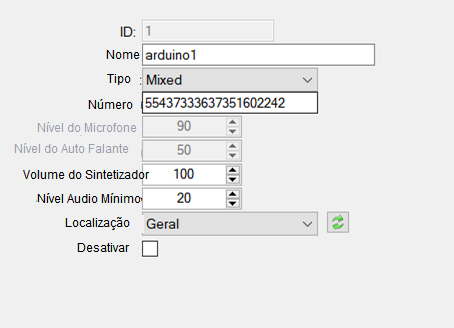 ID: 1
Nome arduino1
Tipo : Mixed
Número : 55437333637351602242
Nível do Microfone : 90
Nível do Auto Falante : 50
Volume do Sintetizador 100
Nível Audio Mínimo 20
Localização Geral
Desativar